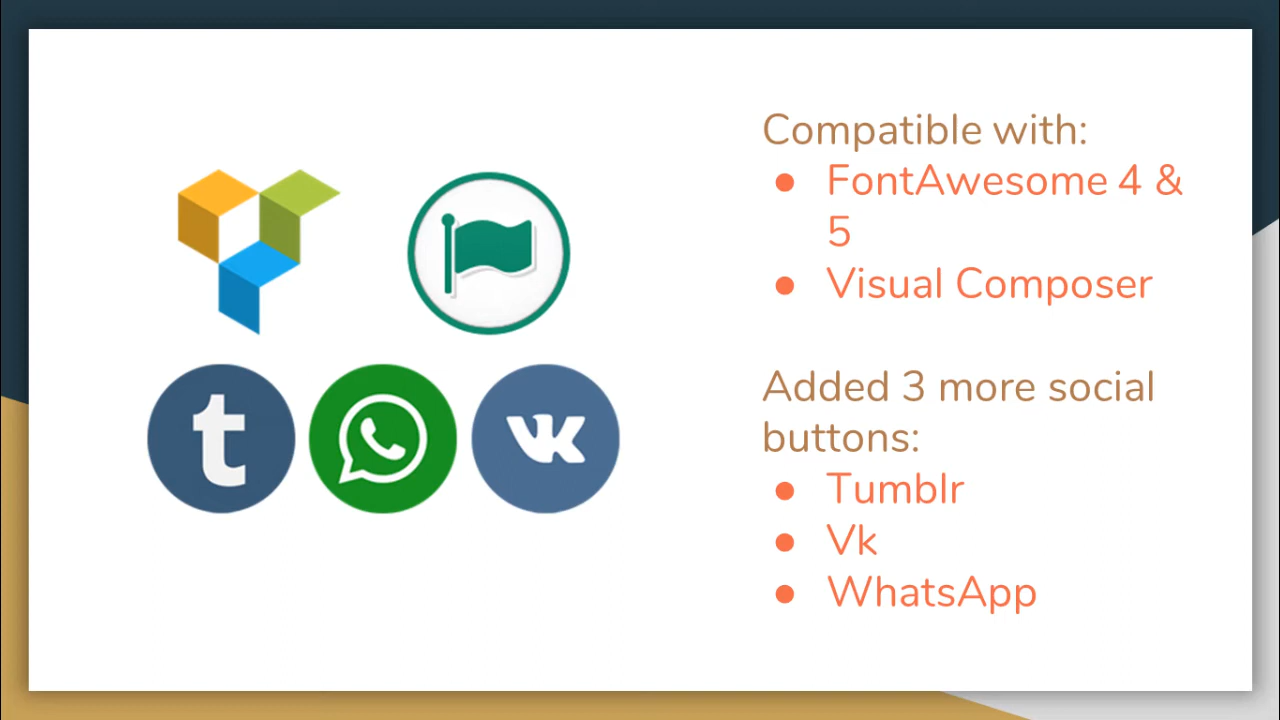 Compatible with:
● FontAwesome 4 &
5
● Visual Composer
Added 3 more social
buttons:
● Tumblr
● Vk
● WhatsApp